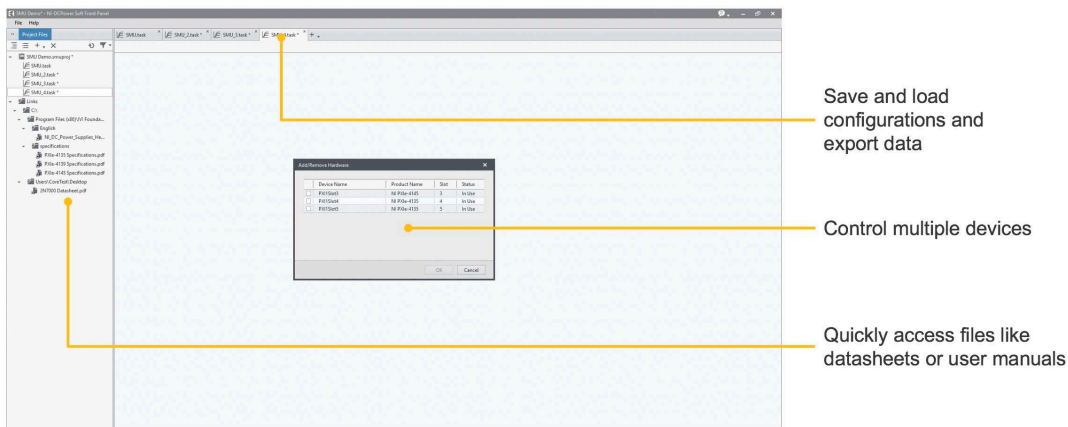 SMU Demo* - NI-DCPower Soft Front Panel
File Help
Project Files
SMU.task
SMU_2.task *
SMU_3.task *
SMU Demo.smuproj *
SMU.task
SMU_2.task *
SMU_3.task *
SMU_4.task *
Links
C:\
Program Files (x86)\IVI Founda...
English
NI_DC_Power_Supplies_He...
specifications
PXIe-4135 Specifications.pdf
PXIe-4139 Specifications.pdf
PXIe-4145 Specifications.pdf
Users\CoreTest\Desktop
2N7000 Datasheet.pdf
Add/Remove Hardware
Device Name Product Name Slot Status
PXI1Slot3 NI PXIe-4145 3 In Use
PXI1Slot4 NI PXIe-4135 4 In Use
PXI1Slot5 NI PXIe-4135 5 In Use
OK Cancel
Save and load
configurations and
export data
Control multiple devices
Quickly access files like
datasheets or user manuals